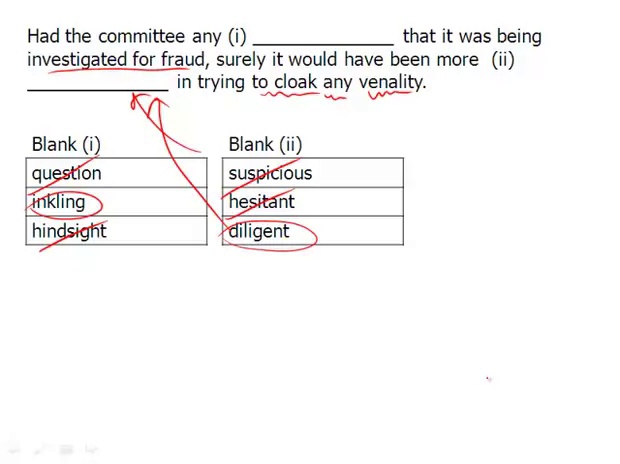 Had the committee any (i) _______________ that it was being
investigated for fraud, surely it would have been more (ii)
_______________ in trying to cloak any venality.
Blank (i) Blank (ii)
question suspicious
inkling hesitant
hindsight diligent